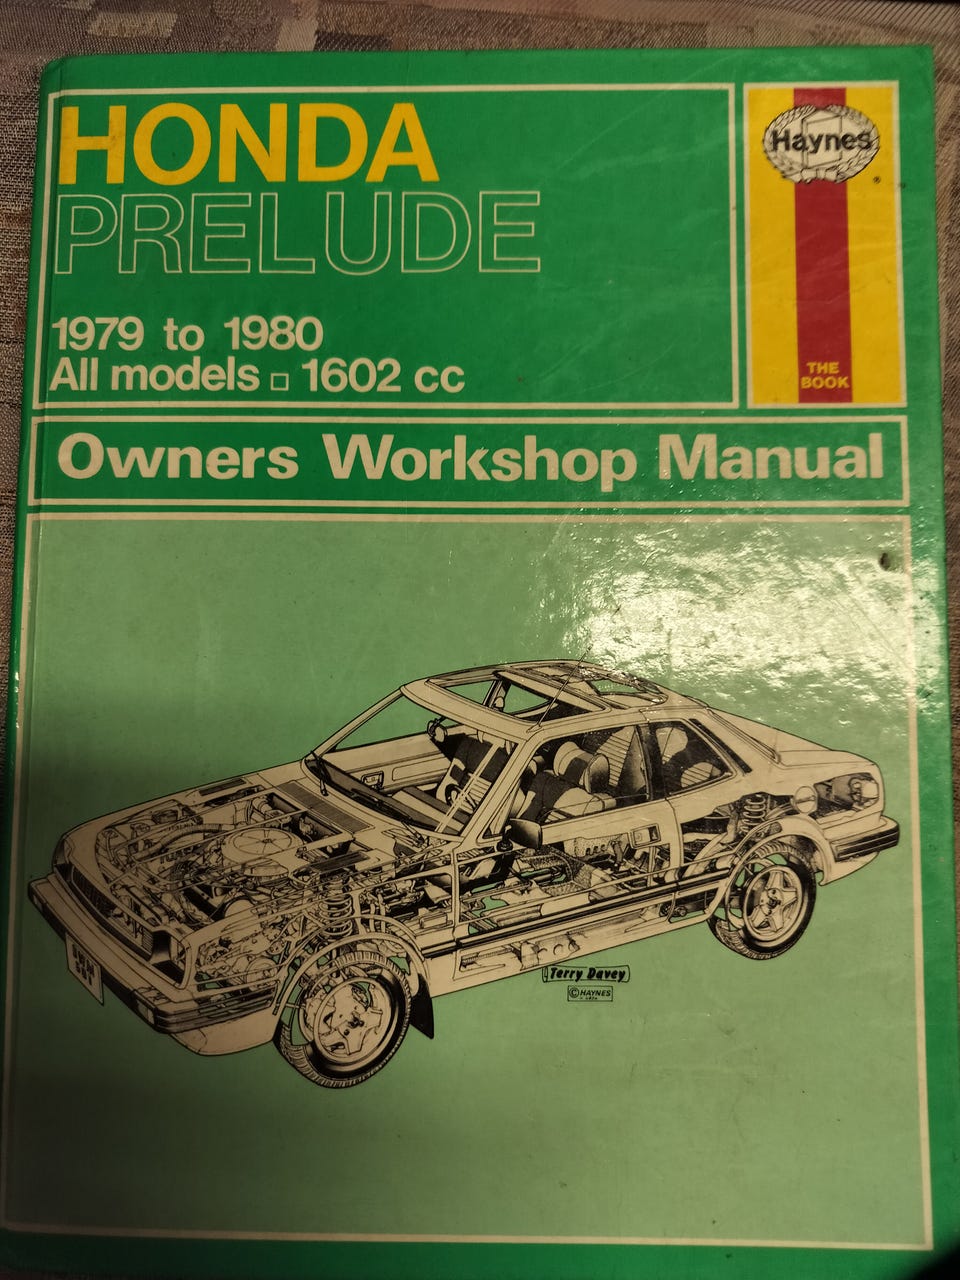 HONDA
PRELUDE
1979 to 1980
All models □ 1602 cc
Haynes
®
THE
BOOK
Owners Workshop Manual
Terry Davey
© HAYNES